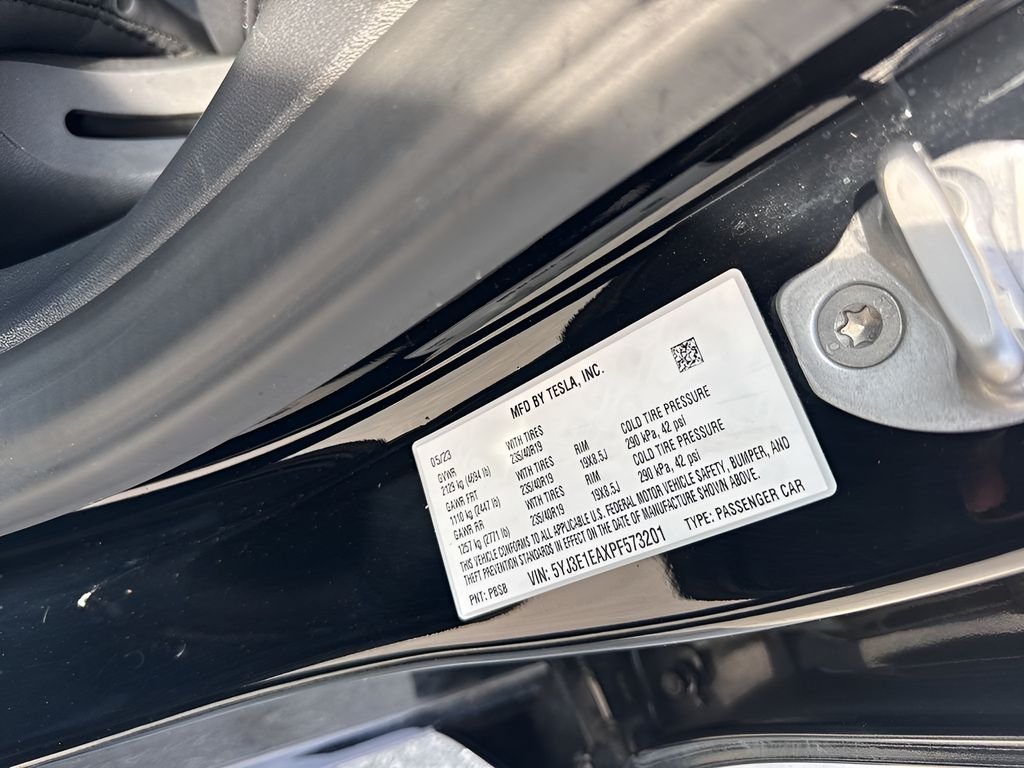 MFD BY TESLA, INC.
05/23
GVWR WITH TIRES RIM COLD TIRE PRESSURE
2123 kg (4694 lb) 235/40R19 19X8.5J 290 kPa, 42 psi
GAWR FRT WITH TIRES RIM COLD TIRE PRESSURE
1110 kg (2447 lb) 235/40R19 19X8.5J 290 kPa, 42 psi
GAWR RR WITH TIRES
1257 kg (2771 lb) 235/40R19
THIS VEHICLE CONFORMS TO ALL APPLICABLE U.S. FEDERAL MOTOR VEHICLE SAFETY, BUMPER, AND
THEFT PREVENTION STANDARDS IN EFFECT ON THE DATE OF MANUFACTURE SHOWN ABOVE.
VIN: 5YJ3E1EAXPF573201 TYPE: PASSENGER CAR
PNT: PBSB